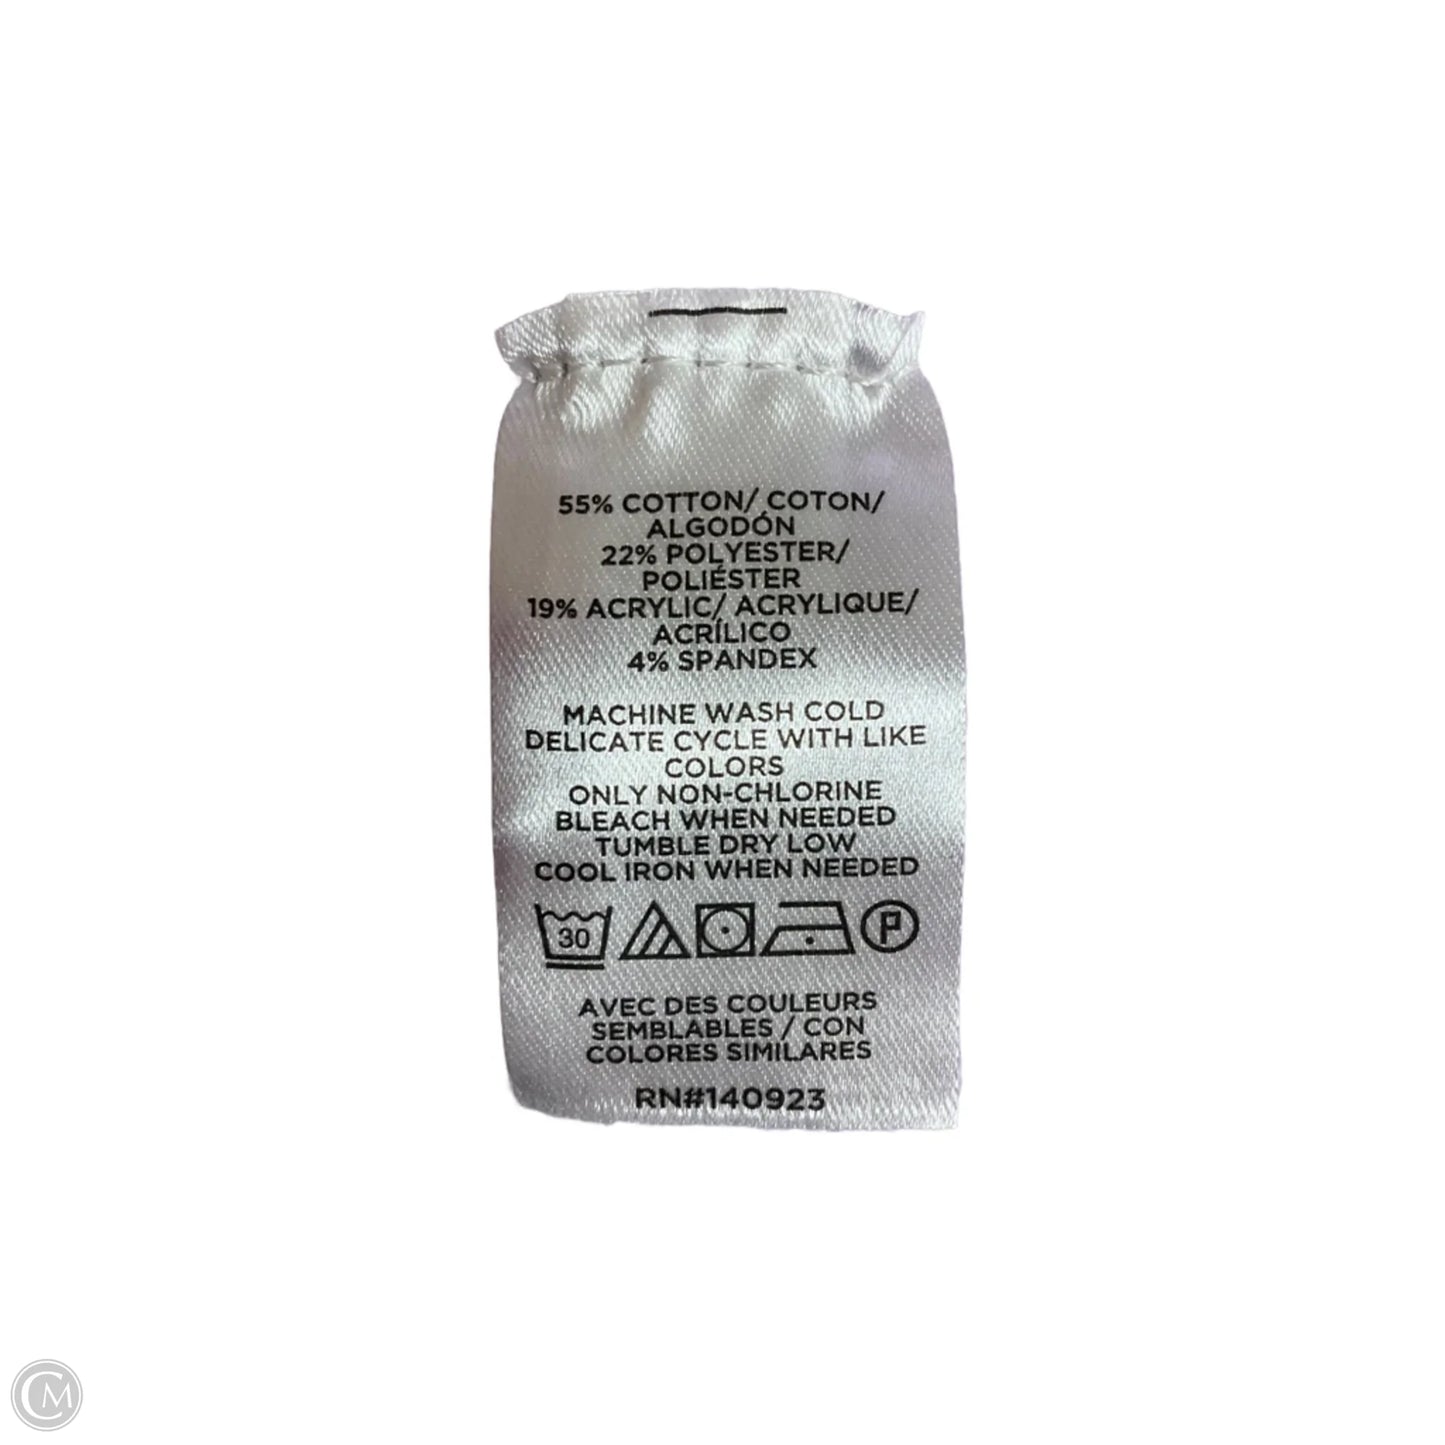 55% COTTON/ COTON/
ALGODÓN
22% POLYESTER/
POLIÉSTER
19% ACRYLIC/ ACRYLIQUE/
ACRÍLICO
4% SPANDEX
MACHINE WASH COLD
DELICATE CYCLE WITH LIKE
COLORS
ONLY NON-CHLORINE
BLEACH WHEN NEEDED
TUMBLE DRY LOW
COOL IRON WHEN NEEDED
30 P
AVEC DES COULEURS
SEMBLABLES / CON
COLORES SIMILARES
RN#140923
CM